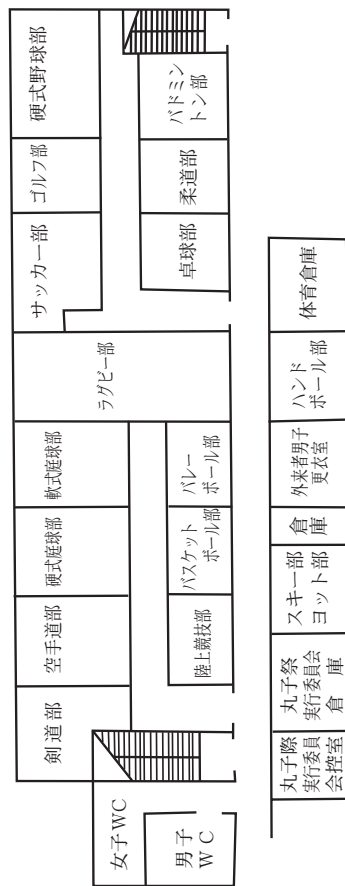 硬式野球部
ゴルフ部
サッカー部
ラグビー部
軟式庭球部
硬式庭球部
空手道部
剣道部
女子WC
バドミン
トン部
柔道部
卓球部
バレー
ボール部
バスケット
ボール部
陸上競技部
男子
WC
体育倉庫
ハンド
ボール部
外来者男子
更衣室
倉庫
スキー部
ヨット部
丸子祭
実行委員会
倉庫
丸子際
実行委員
会控室